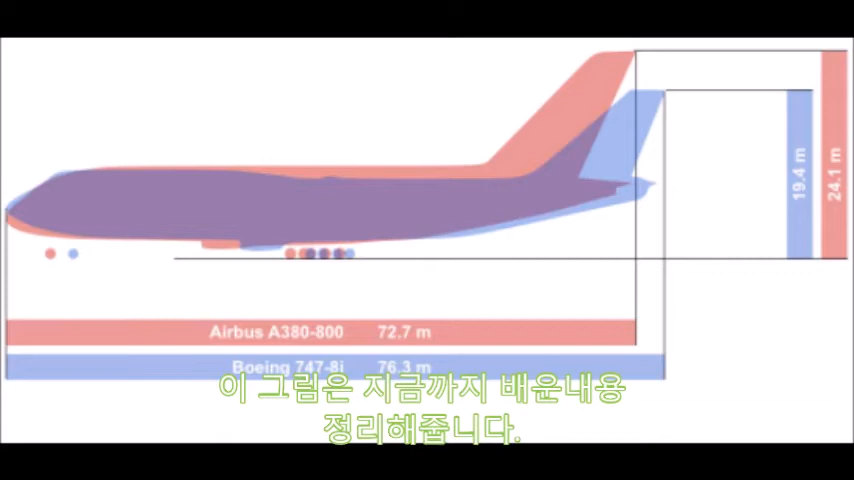 19.4 m
24.1 m
Airbus A380-800 72.7 m
Boeing 747-8i 76.3 m
이 그림은 지금까지 배운내용
정리해줍니다.